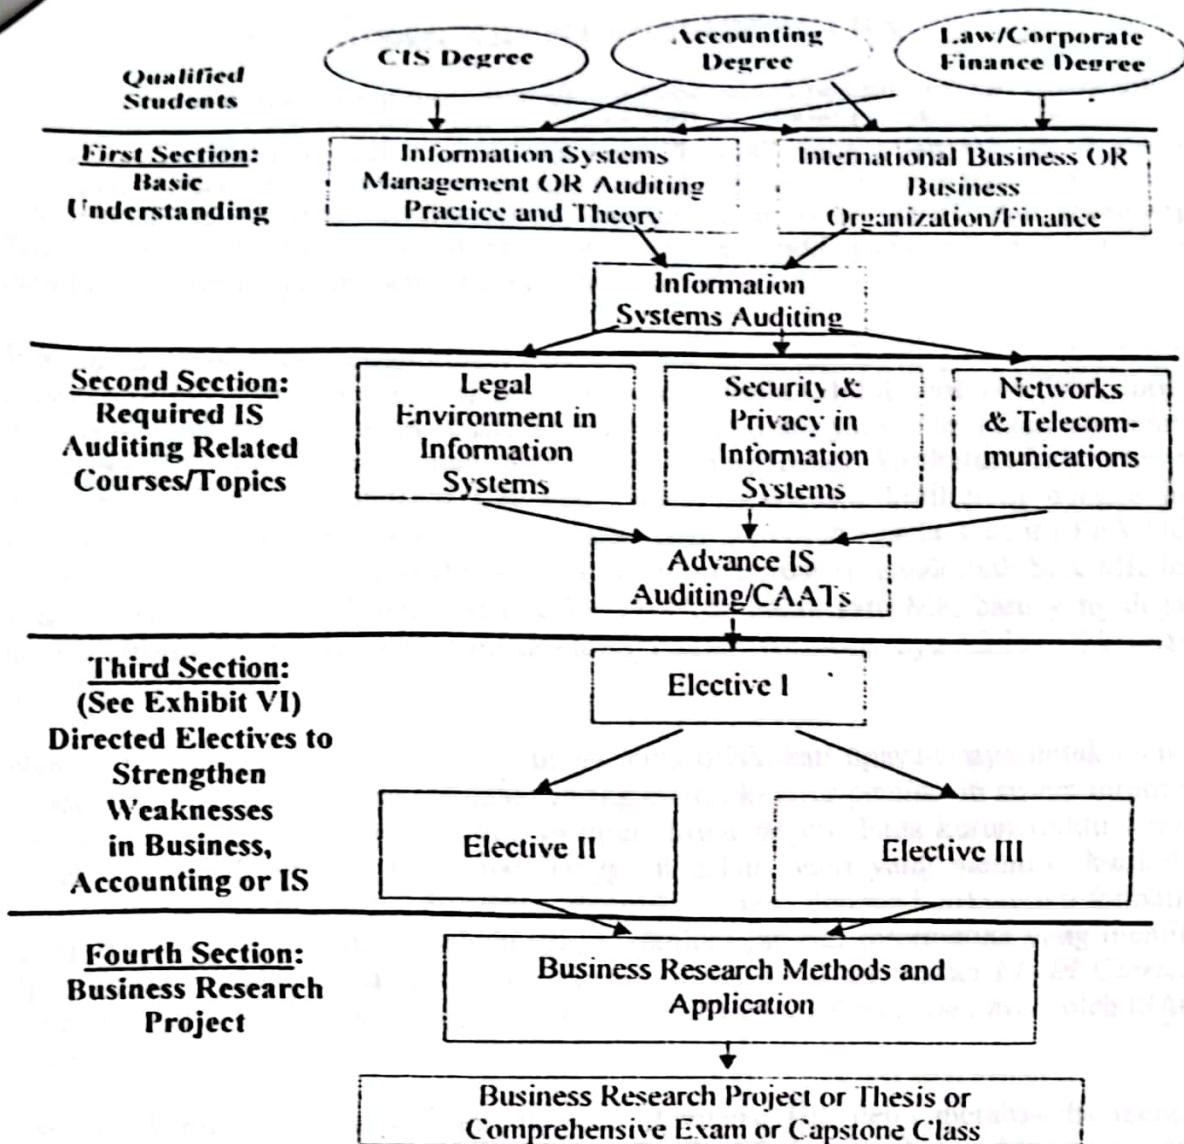 CIS Degree
Accounting
Degree
Law/Corporate
Finance Degree
Qualified
Students
First Section:
Basic
Understanding
Information Systems
Management OR Auditing
Practice and Theory
International Business OR
Business
Organization/Finance
Information
Systems Auditing
Second Section:
Required IS
Auditing Related
Courses/Topics
Legal
Environment in
Information
Systems
Security &
Privacy in
Information
Systems
Networks
& Telecom-
munications
Advance IS
Auditing/CAATs
Third Section:
(See Exhibit VI)
Directed Electives to
Strengthen
Weaknesses
in Business,
Accounting or IS
Elective I
Elective II
Elective III
Fourth Section:
Business Research
Project
Business Research Methods and
Application
Business Research Project or Thesis or
Comprehensive Exam or Capstone Class